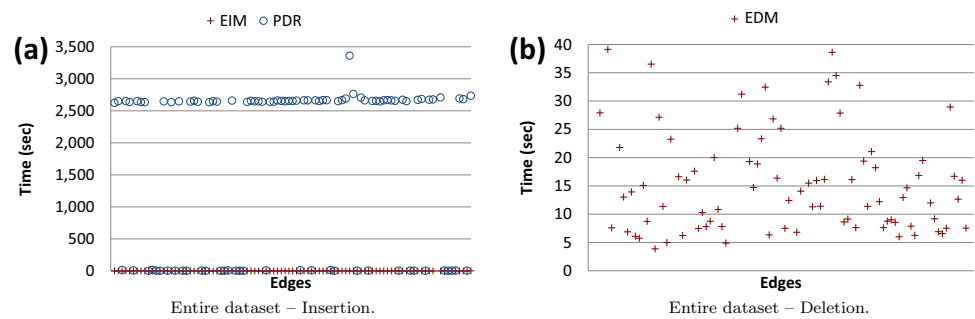 EIM PDR
(a)
3,500
3,000
2,500
2,000
1,500
1,000
500
0
Time (sec)
Edges
Entire dataset – Insertion.
EDM
(b)
40
35
30
25
20
15
10
5
0
Time (sec)
Edges
Entire dataset – Deletion.